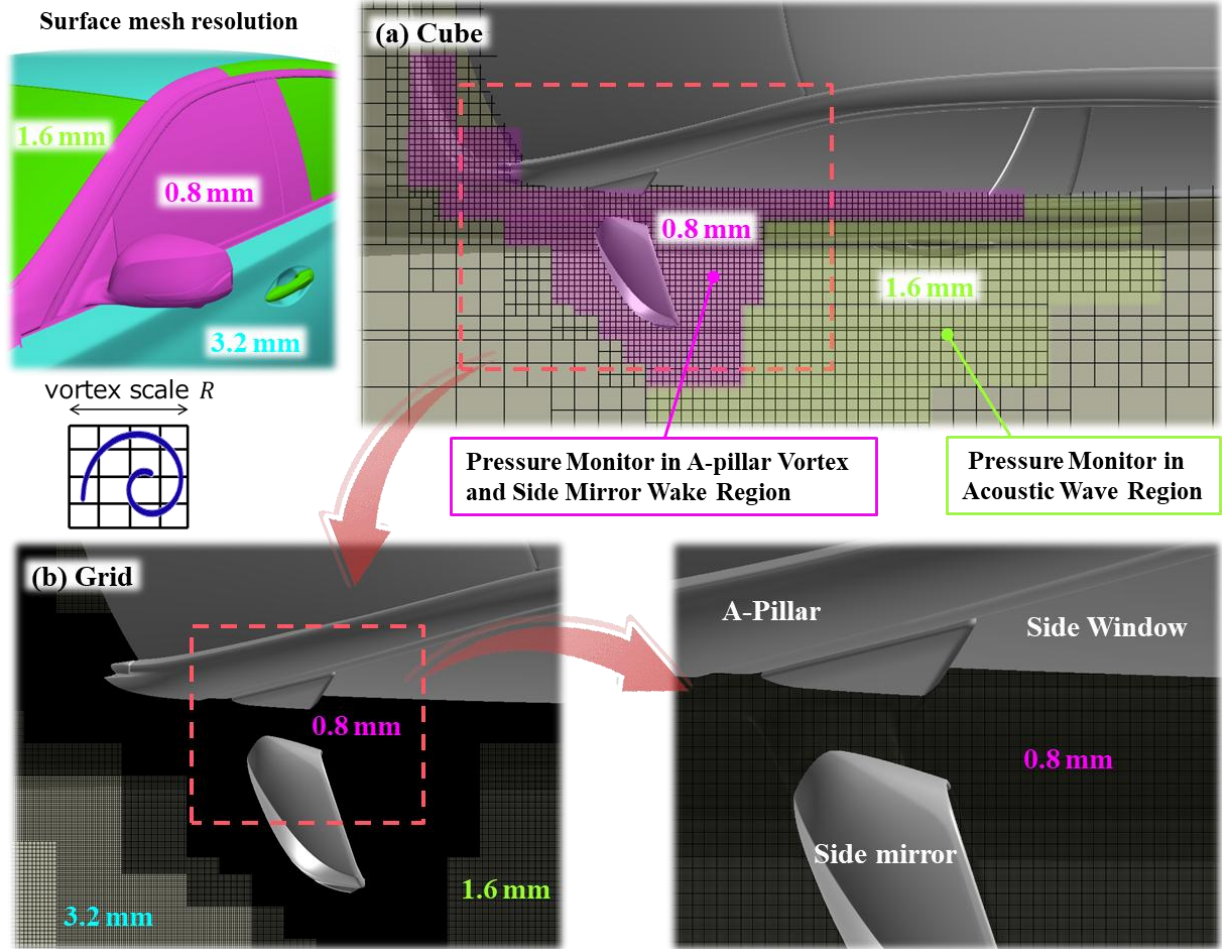 Surface mesh resolution
1.6 mm
0.8 mm
3.2 mm
vortex scale R
(a) Cube
0.8 mm
1.6 mm
Pressure Monitor in A-pillar Vortex
and Side Mirror Wake Region
Pressure Monitor in
Acoustic Wave Region
(b) Grid
0.8 mm
1.6 mm
3.2 mm
A-Pillar
Side Window
0.8 mm
Side mirror